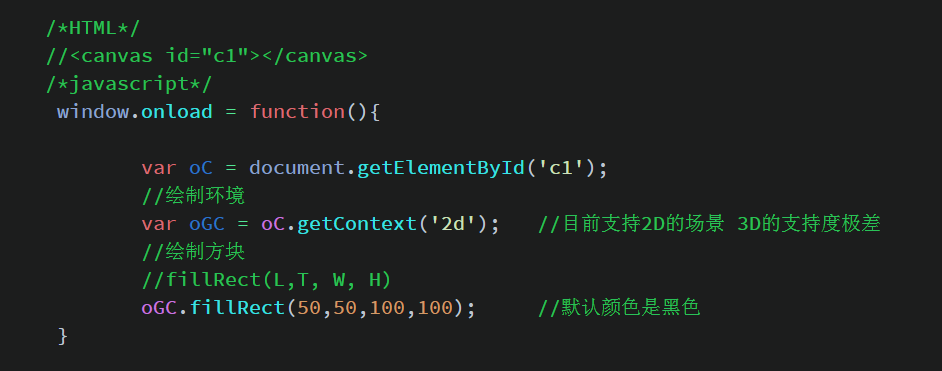 /*HTML*/
//<canvas id="c1"></canvas>
/*javascript*/
window.onload = function(){
var oC = document.getElementById('c1');
//绘制环境
var oGC = oC.getContext('2d'); //目前支持2D的场景 3D的支持度极差
//绘制方块
//fillRect(L,T, W, H)
oGC.fillRect(50,50,100,100); //默认颜色是黑色
}